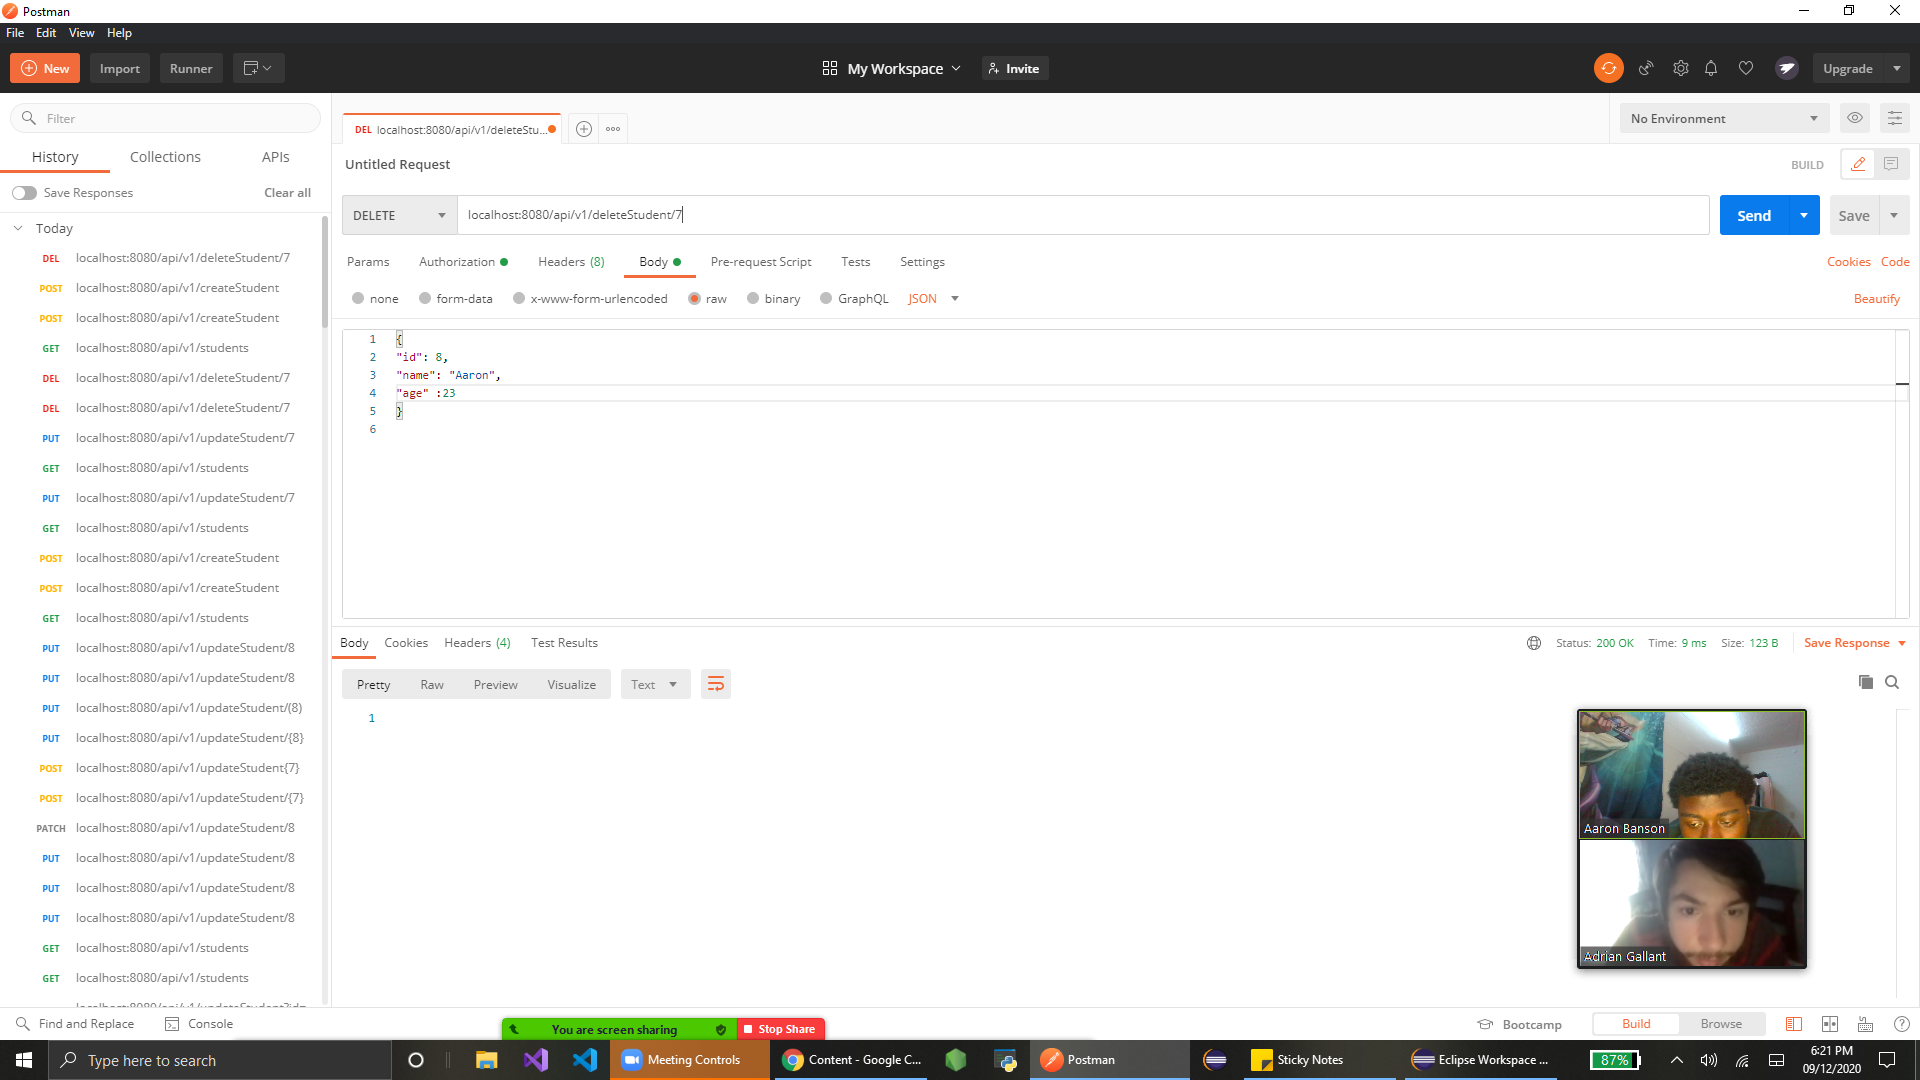 Postman
File Edit View Help
New Import Runner My Workspace Invite Upgrade
Filter
History Collections APIs
Save Responses Clear all
Today
DEL localhost:8080/api/v1/deleteStudent/7
POST localhost:8080/api/v1/createStudent
POST localhost:8080/api/v1/createStudent
GET localhost:8080/api/v1/students
DEL localhost:8080/api/v1/deleteStudent/7
DEL localhost:8080/api/v1/deleteStudent/7
PUT localhost:8080/api/v1/updateStudent/7
GET localhost:8080/api/v1/students
PUT localhost:8080/api/v1/updateStudent/7
GET localhost:8080/api/v1/students
POST localhost:8080/api/v1/createStudent
POST localhost:8080/api/v1/createStudent
GET localhost:8080/api/v1/students
PUT localhost:8080/api/v1/updateStudent/8
PUT localhost:8080/api/v1/updateStudent/8
PUT localhost:8080/api/v1/updateStudent/(8)
PUT localhost:8080/api/v1/updateStudent/{8}
POST localhost:8080/api/v1/updateStudent{7}
POST localhost:8080/api/v1/updateStudent/{7}
PATCH localhost:8080/api/v1/updateStudent/8
PUT localhost:8080/api/v1/updateStudent/8
PUT localhost:8080/api/v1/updateStudent/8
PUT localhost:8080/api/v1/updateStudent/8
GET localhost:8080/api/v1/students
GET localhost:8080/api/v1/students
DEL localhost:8080/api/v1/deleteStu...
No Environment
Untitled Request BUILD
DELETE localhost:8080/api/v1/deleteStudent/7 Send Save
Params Authorization Headers (8) Body Pre-request Script Tests Settings Cookies Code
none form-data x-www-form-urlencoded raw binary GraphQL JSON Beautify
1 {
2 "id": 8,
3 "name": "Aaron",
4 "age" :23
5 }
6
Body Cookies Headers (4) Test Results Status: 200 OK Time: 9 ms Size: 123 B Save Response
Pretty Raw Preview Visualize Text
1
Aaron Banson
Adrian Gallant
Find and Replace Console You are screen sharing Stop Share Bootcamp Build Browse
Type here to search Meeting Controls Content - Google C... Postman Sticky Notes Eclipse Workspace ... 87% 6:21 PM
09/12/2020